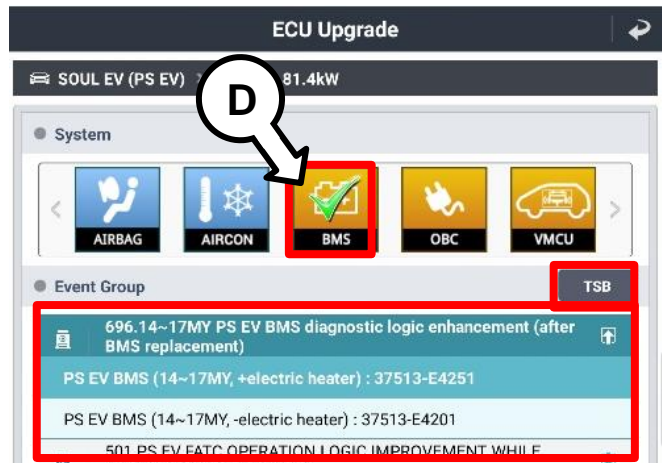 ECU Upgrade
SOUL EV (PS EV) 81.4kW
D
System
AIRBAG AIRCON BMS OBC VMCU
Event Group TSB
696.14~17MY PS EV BMS diagnostic logic enhancement (after
BMS replacement)
PS EV BMS (14~17MY, +electric heater) : 37513-E4251
PS EV BMS (14~17MY, -electric heater) : 37513-E4201
501 PS EV FATC OPERATION LOGIC IMPROVEMENT WHILE